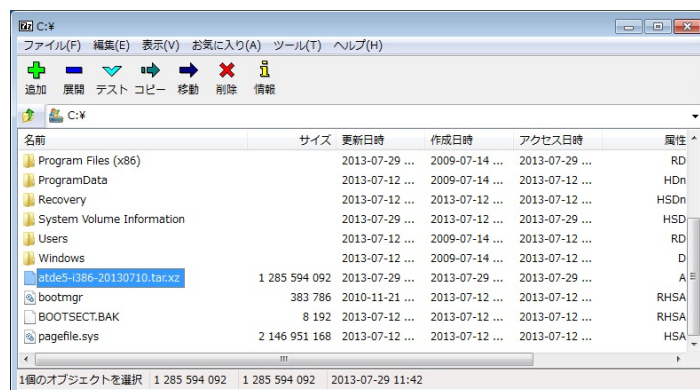 C:¥
ファイル(F) 編集(E) 表示(V) お気に入り(A) ツール(T) ヘルプ(H)
追加 展開 テスト コピー 移動 削除 情報
C:¥
名前 サイズ 更新日時 作成日時 アクセス日時 属性
Program Files (x86) 2013-07-29 ... 2009-07-14 ... 2013-07-29 ... RD
ProgramData 2013-07-12 ... 2009-07-14 ... 2013-07-12 ... HDn
Recovery 2013-07-12 ... 2013-07-12 ... 2013-07-12 ... HSDn
System Volume Information 2013-07-29 ... 2013-07-12 ... 2013-07-29 ... HSD
Users 2013-07-12 ... 2009-07-14 ... 2013-07-12 ... RD
Windows 2013-07-12 ... 2009-07-14 ... 2013-07-12 ... D
atde5-i386-20130710.tar.xz 1 285 594 092 2013-07-29 ... 2013-07-29 ... 2013-07-29 ... A
bootmgr 383 786 2010-11-21 ... 2013-07-12 ... 2013-07-12 ... RHSA
BOOTSECT.BAK 8 192 2013-07-12 ... 2013-07-12 ... 2013-07-12 ... RHSA
pagefile.sys 2 146 951 168 2013-07-12 ... 2013-07-12 ... 2013-07-12 ... HSA
1個のオブジェクトを選択 1 285 594 092 1 285 594 092 2013-07-29 11:42